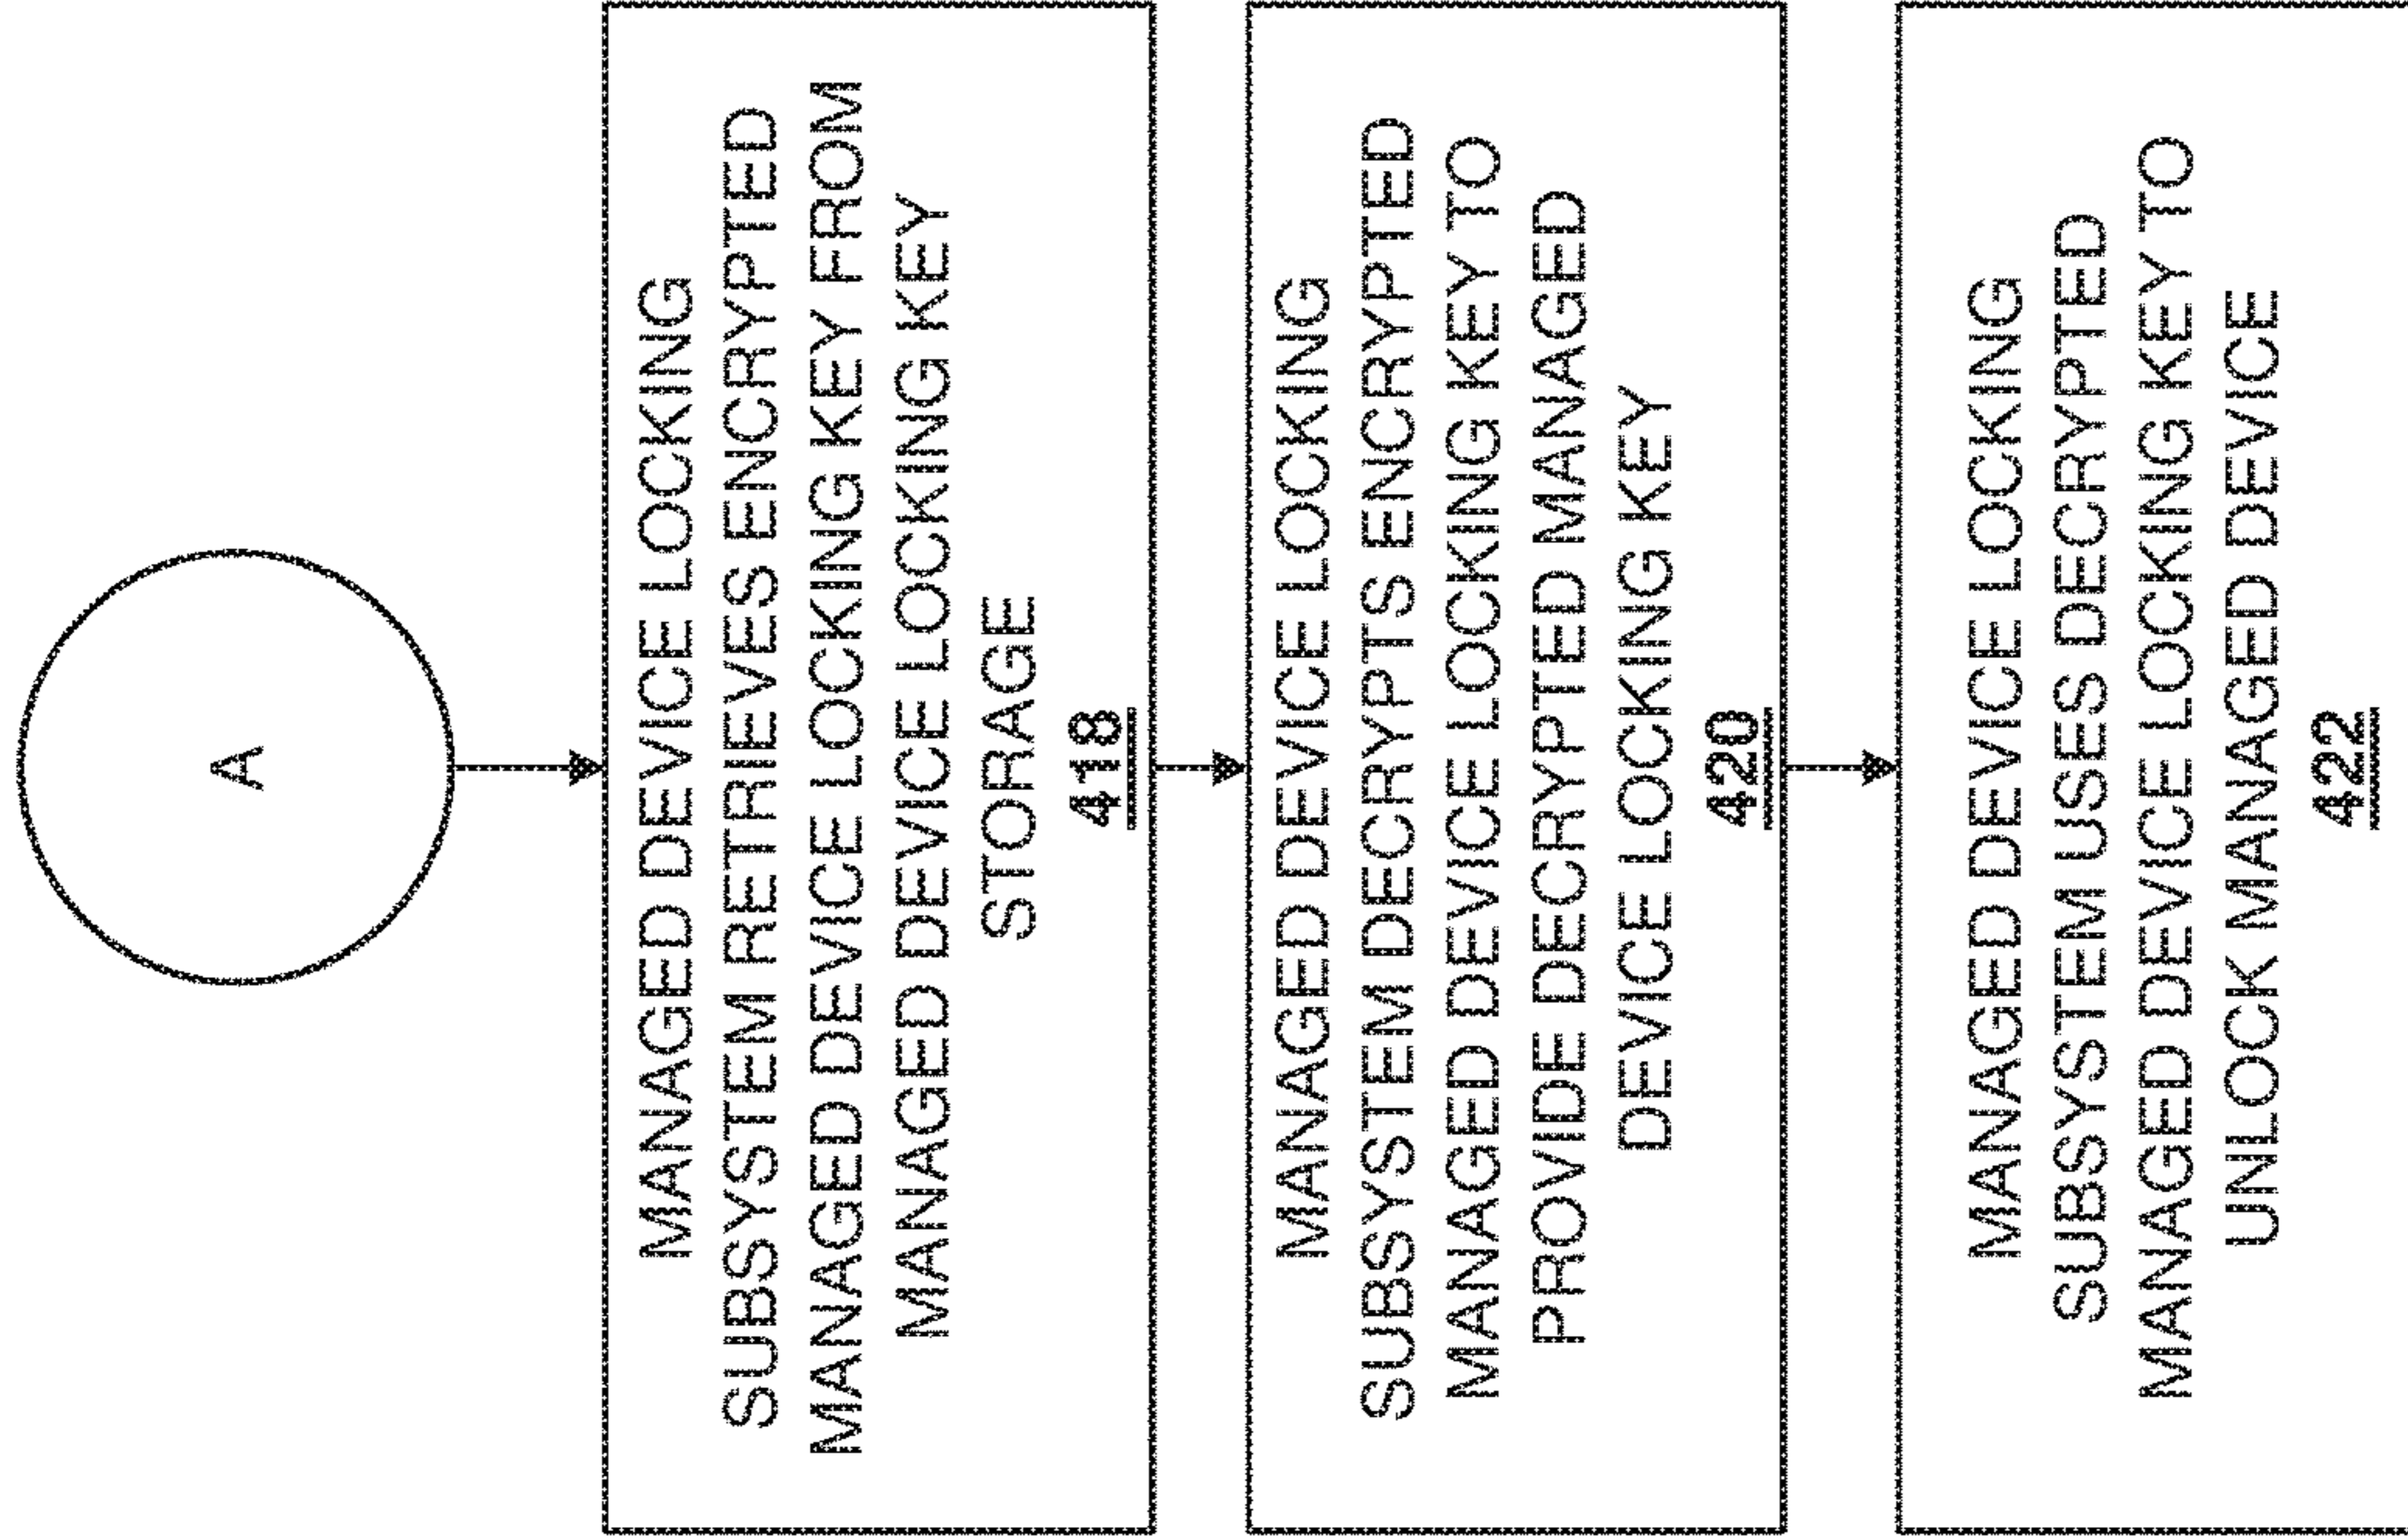 A
MANAGED DEVICE LOCKING
SUBSYSTEM RETRIEVES ENCRYPTED
MANAGED DEVICE LOCKING KEY FROM
MANAGED DEVICE LOCKING KEY
STORAGE
418
MANAGED DEVICE LOCKING
SUBSYSTEM DECRYPTS ENCRYPTED
MANAGED DEVICE LOCKING KEY TO
PROVIDE DECRYPTED MANAGED
DEVICE LOCKING KEY
420
MANAGED DEVICE LOCKING
SUBSYSTEM USES DECRYPTED
MANAGED DEVICE LOCKING KEY TO
UNLOCK MANAGED DEVICE
422